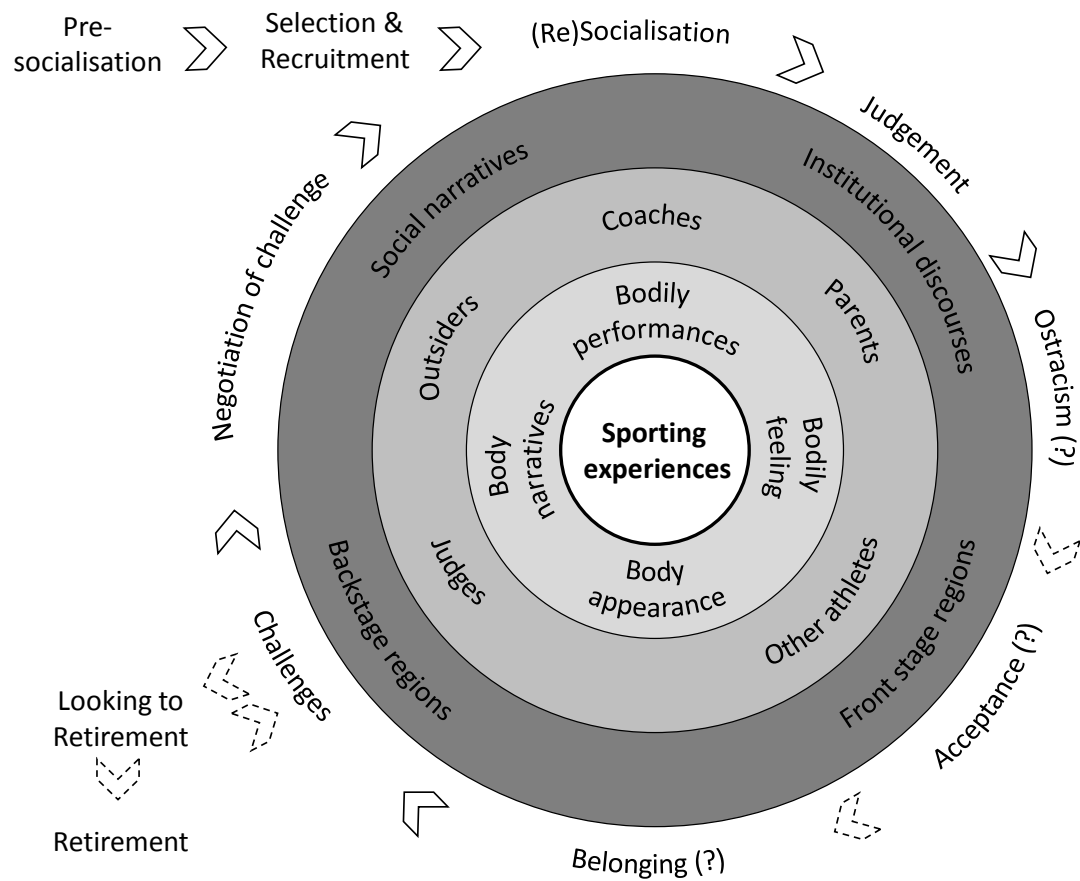 Pre-
socialisation
Selection &
Recruitment
(Re)Socialisation
Judgement
Ostracism (?)
Acceptance (?)
Belonging (?)
Challenges
Negotiation of challenge
Looking to
Retirement
Retirement
Social narratives
Institutional discourses
Front stage regions
Backstage regions
Coaches
Parents
Other athletes
Judges
Outsiders
Bodily
performances
Bodily
feeling
Body
appearance
Body
narratives
Sporting
experiences